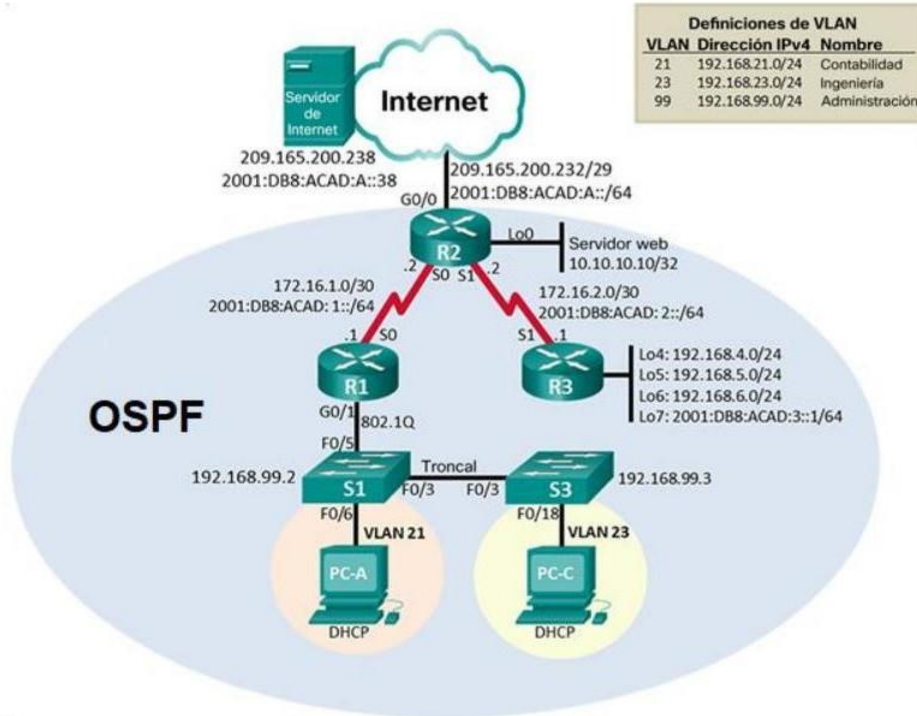 Definiciones de VLAN
VLAN Dirección IPv4 Nombre
21 192.168.21.0/24 Contabilidad
23 192.168.23.0/24 Ingeniería
99 192.168.99.0/24 Administración
Servidor
de
Internet
Internet
209.165.200.238
2001:DB8:ACAD:A::38
209.165.200.232/29
2001:DB8:ACAD:A::/64
G0/0
R2
Lo0
Servidor web
10.10.10.10/32
.2 S0 S1 .2
172.16.1.0/30
2001:DB8:ACAD: 1::/64
172.16.2.0/30
2001:DB8:ACAD: 2::/64
.1 S0
S1 .1
R1
R3
Lo4: 192.168.4.0/24
Lo5: 192.168.5.0/24
Lo6: 192.168.6.0/24
Lo7: 2001:DB8:ACAD:3::1/64
OSPF
G0/1
802.1Q
F0/5
192.168.99.2
S1
F0/3
Troncal
F0/3
S3
192.168.99.3
F0/6
VLAN 21
F0/18
VLAN 23
PC-A
DHCP
PC-C
DHCP